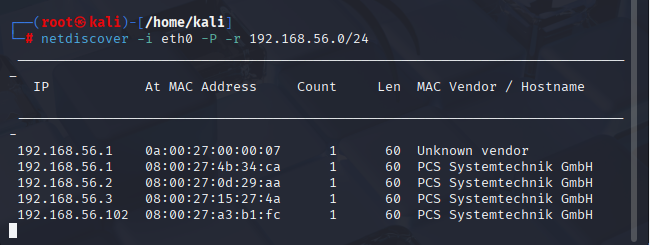 ┌──(root㉿kali)-[/home/kali]
└─# netdiscover -i eth0 -P -r 192.168.56.0/24
_____________________________________________________________________________
_
IP At MAC Address Count Len MAC Vendor / Hostname
-----------------------------------------------------------------------------
-
192.168.56.1 0a:00:27:00:00:07 1 60 Unknown vendor
192.168.56.1 08:00:27:4b:34:ca 1 60 PCS Systemtechnik GmbH
192.168.56.2 08:00:27:0d:29:aa 1 60 PCS Systemtechnik GmbH
192.168.56.3 08:00:27:15:27:4a 1 60 PCS Systemtechnik GmbH
192.168.56.102 08:00:27:a3:b1:fc 1 60 PCS Systemtechnik GmbH